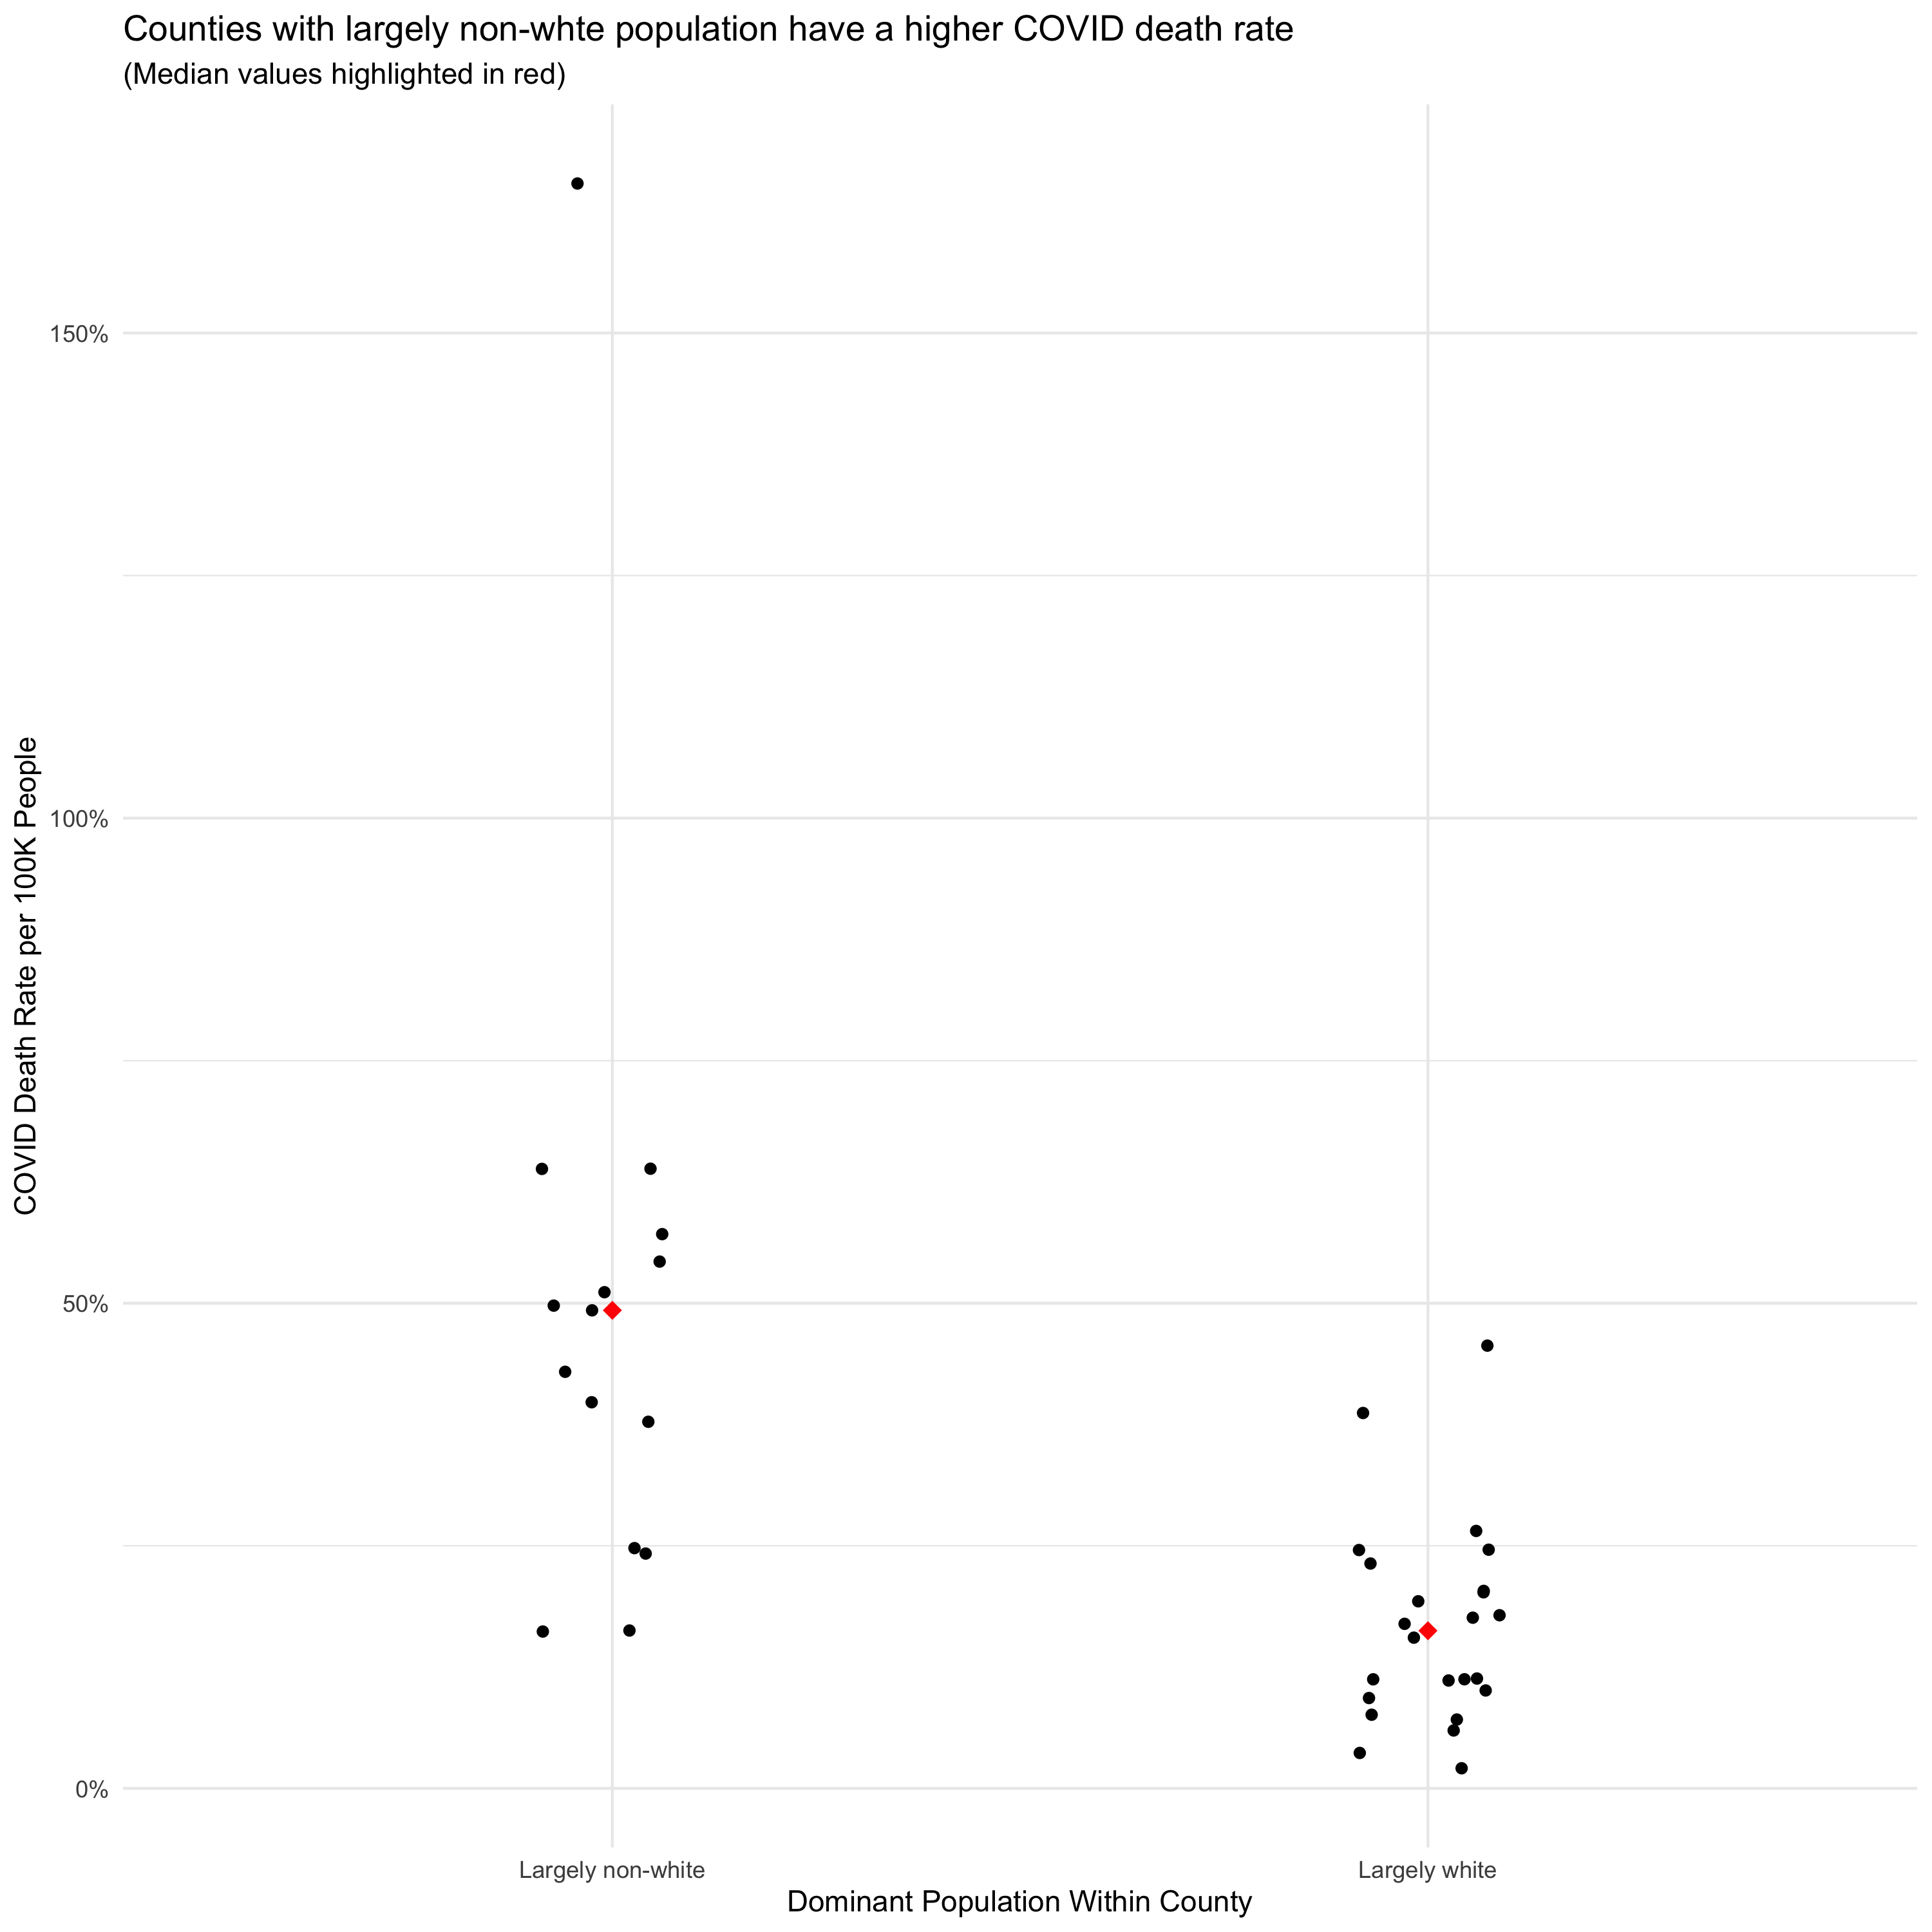 Counties with largely non-whte population have a higher COVID death rate
(Median values highlighted in red)
COVID Death Rate per 100K People
150%
100%
50%
0%
Largely non-white
Largely white
Dominant Population Within County